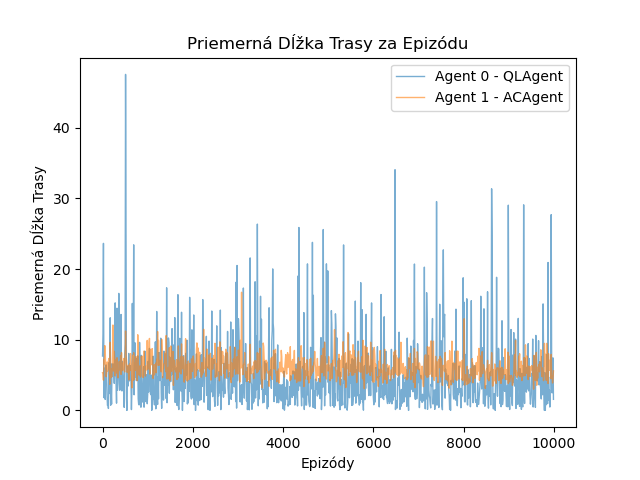 Priemerná Dĺžka Trasy za Epizódu
Agent 0 - QLAgent
Agent 1 - ACAgent
Priemerná Dĺžka Trasy
40
30
20
10
0
0 2000 4000 6000 8000 10000
Epizódy